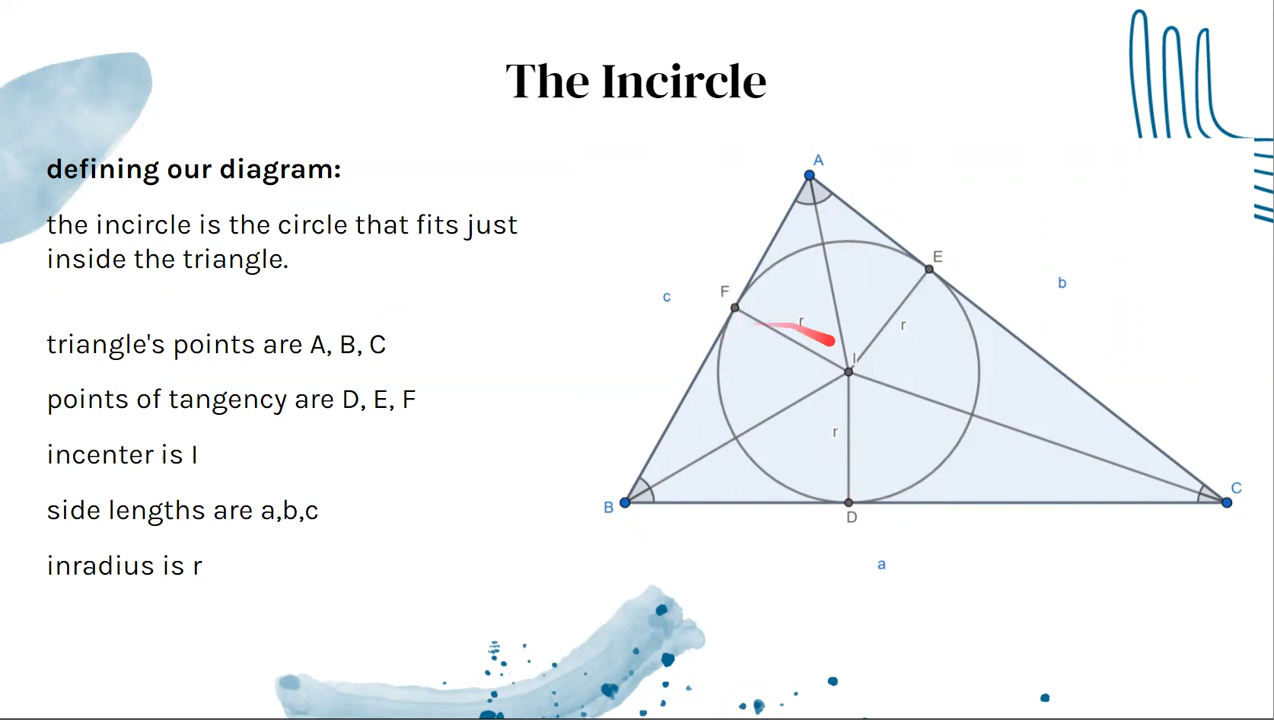 The Incircle
defining our diagram:
the incircle is the circle that fits just
inside the triangle.
triangle's points are A, B, C
points of tangency are D, E, F
incenter is I
side lengths are a,b,c
inradius is r
A
E
b
F
c
r
r
I
r
B
C
D
a